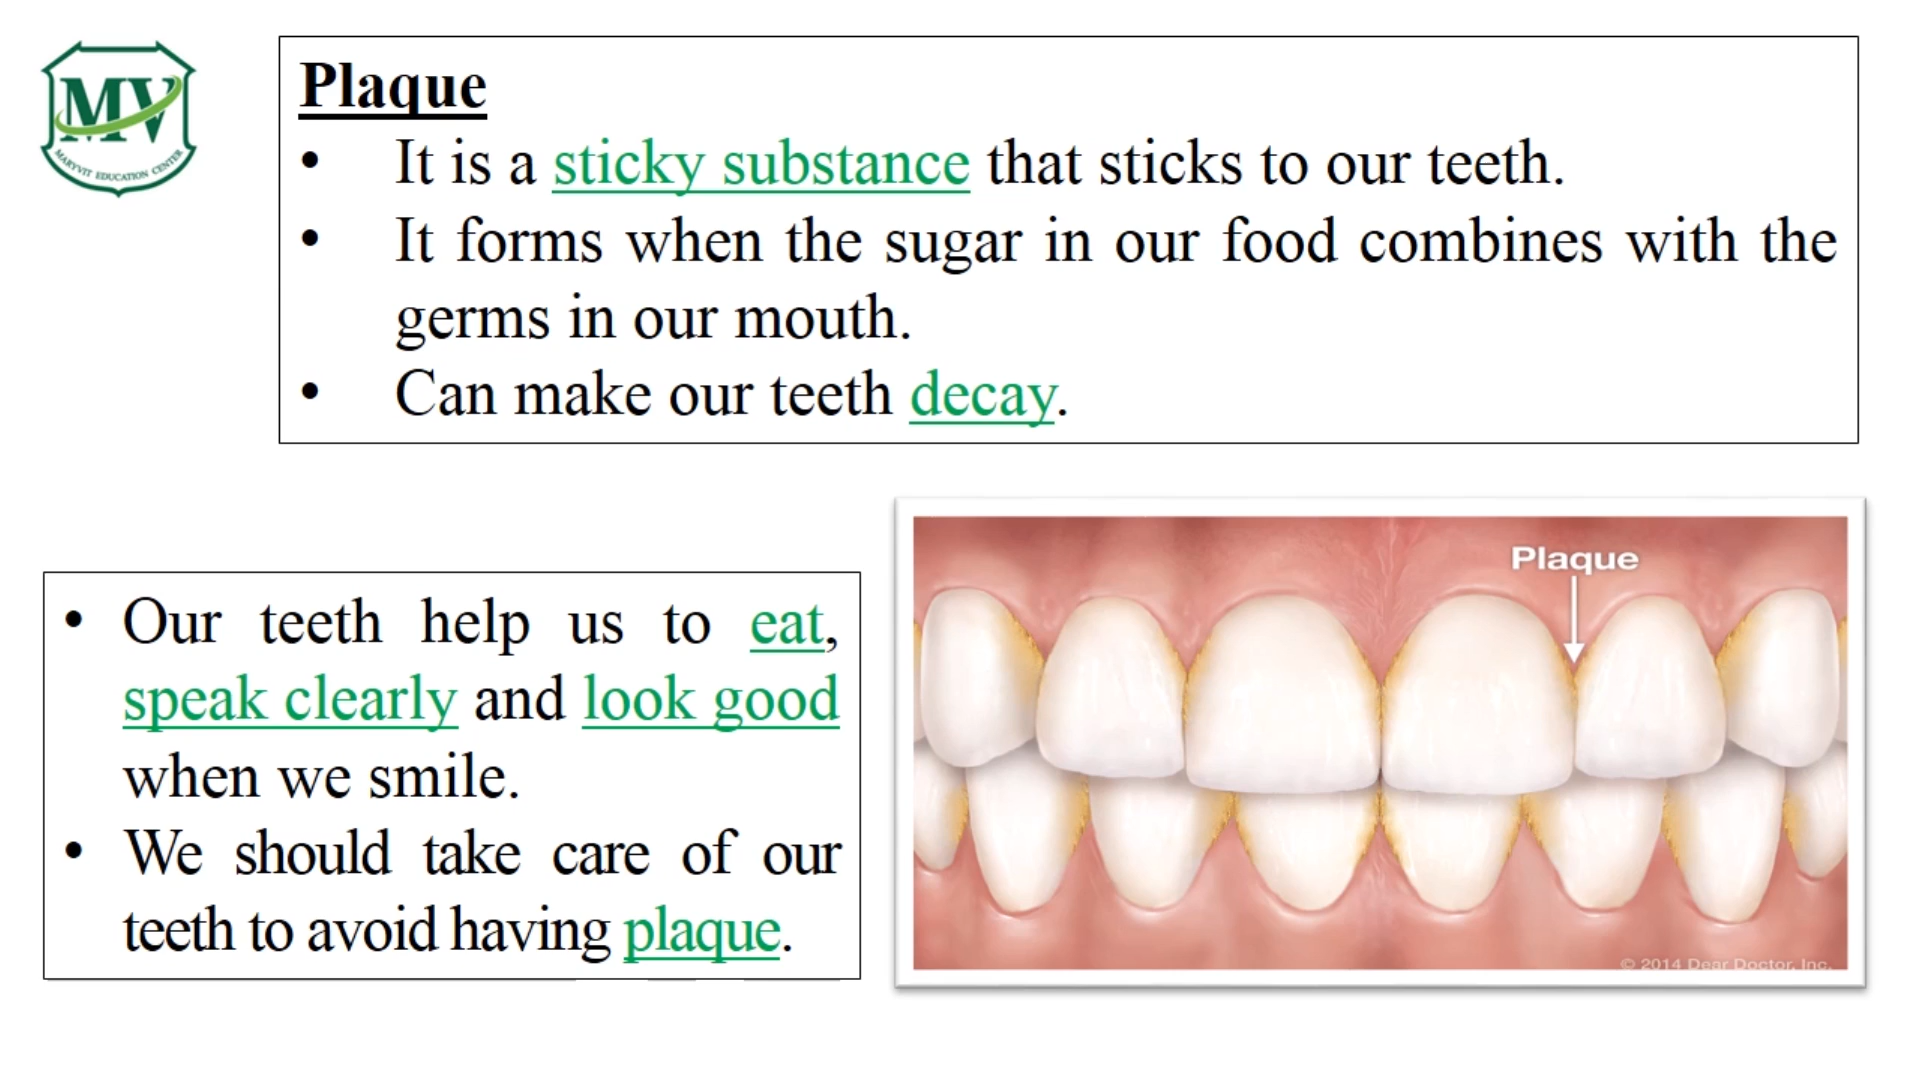 MV
MARYVIT EDUCATION CENTER
Plaque
• It is a sticky substance that sticks to our teeth.
• It forms when the sugar in our food combines with the
germs in our mouth.
• Can make our teeth decay.
• Our teeth help us to eat,
speak clearly and look good
when we smile.
• We should take care of our
teeth to avoid having plaque.
Plaque
© 2014 Dear Doctor, Inc.